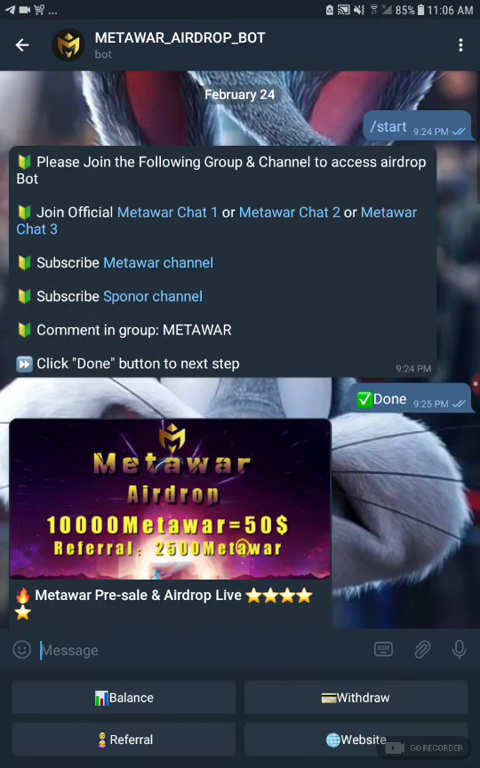 ... 85% 11:06 AM
METAWAR_AIRDROP_BOT
bot
February 24
/start 9:24 PM
🔰 Please Join the Following Group & Channel to access airdrop
Bot
🔰 Join Official Metawar Chat 1 or Metawar Chat 2 or Metawar
Chat 3
🔰 Subscribe Metawar channel
🔰 Subscribe Sponor channel
🔰 Comment in group: METAWAR
⏩ Click "Done" button to next step
9:24 PM
✅Done 9:25 PM
Metawar
Airdrop
10000Metawar=50$
Referral: 2500Metawar
🔥 Metawar Pre-sale & Airdrop Live ⭐⭐⭐⭐
⭐
Message
📊Balance
💳Withdraw
Referral
🌐Website
GO RECORDER